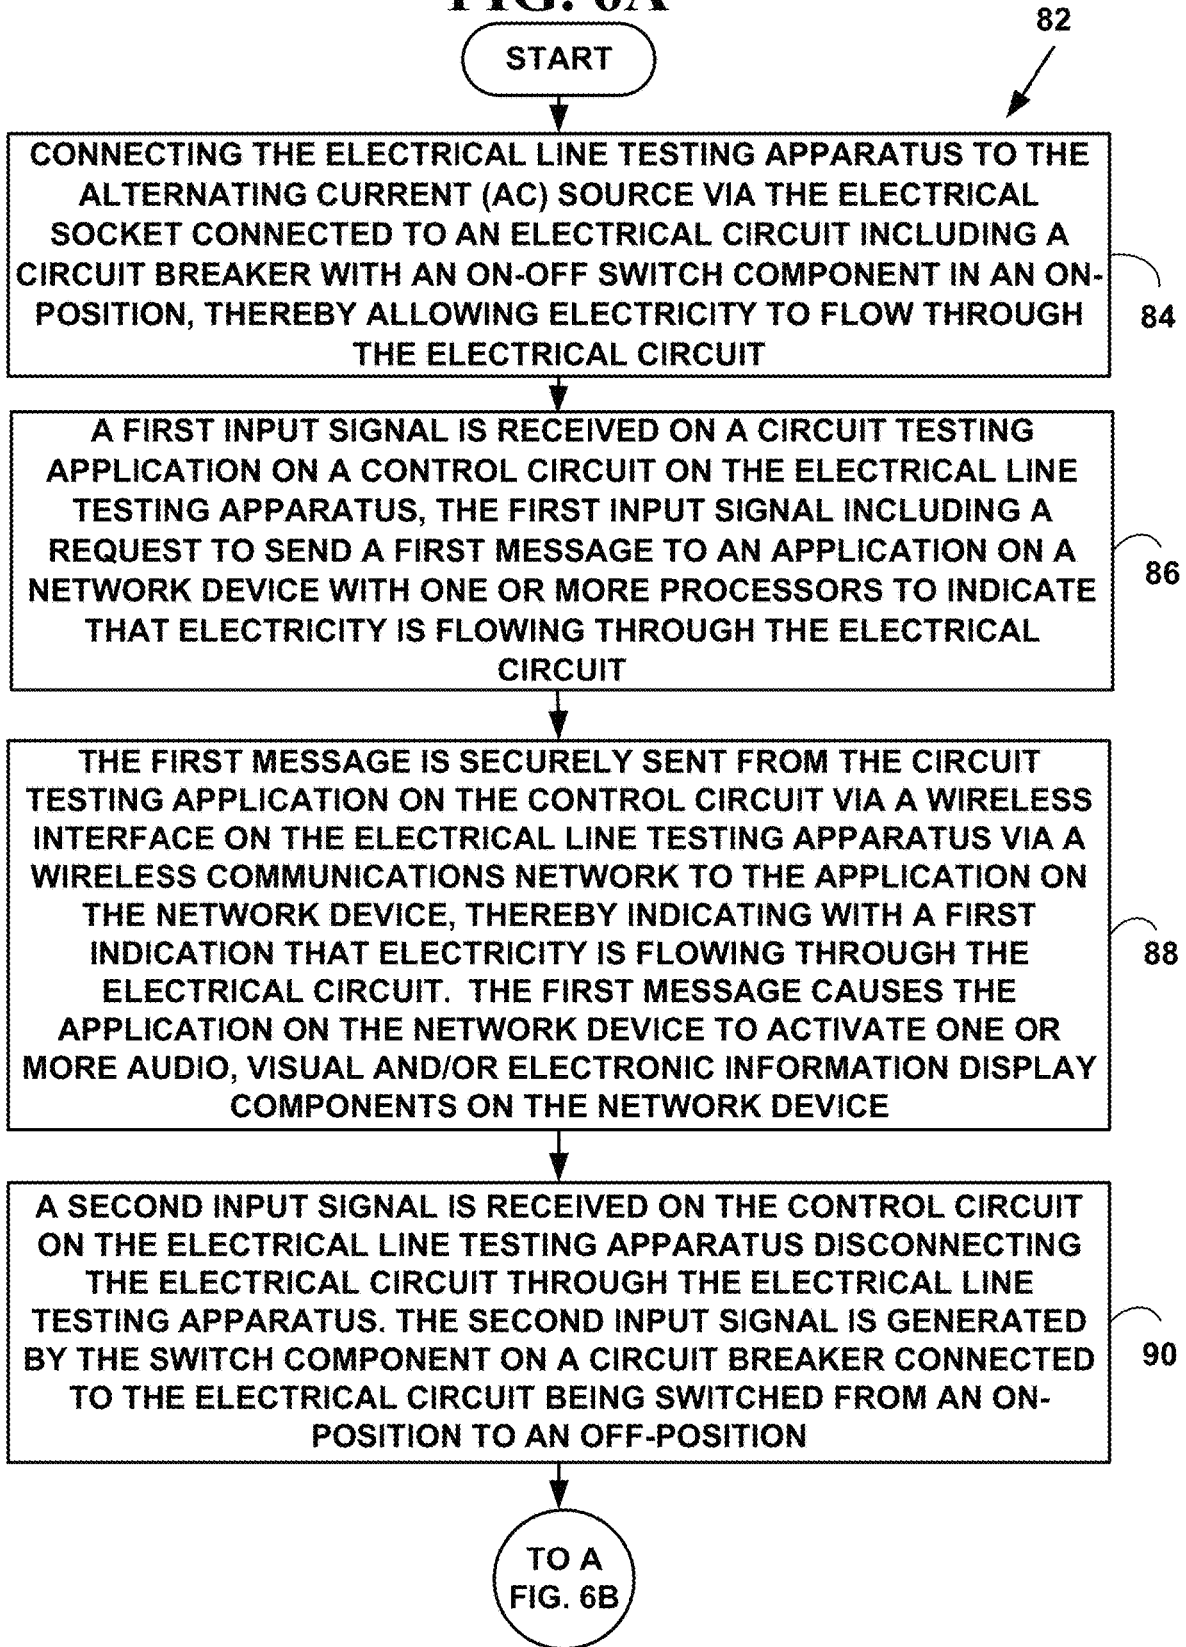 FIG. 6A
82
START
CONNECTING THE ELECTRICAL LINE TESTING APPARATUS TO THE
ALTERNATING CURRENT (AC) SOURCE VIA THE ELECTRICAL
SOCKET CONNECTED TO AN ELECTRICAL CIRCUIT INCLUDING A
CIRCUIT BREAKER WITH AN ON-OFF SWITCH COMPONENT IN AN ON-
POSITION, THEREBY ALLOWING ELECTRICITY TO FLOW THROUGH
THE ELECTRICAL CIRCUIT
84
A FIRST INPUT SIGNAL IS RECEIVED ON A CIRCUIT TESTING
APPLICATION ON A CONTROL CIRCUIT ON THE ELECTRICAL LINE
TESTING APPARATUS, THE FIRST INPUT SIGNAL INCLUDING A
REQUEST TO SEND A FIRST MESSAGE TO AN APPLICATION ON A
NETWORK DEVICE WITH ONE OR MORE PROCESSORS TO INDICATE
THAT ELECTRICITY IS FLOWING THROUGH THE ELECTRICAL
CIRCUIT
86
THE FIRST MESSAGE IS SECURELY SENT FROM THE CIRCUIT
TESTING APPLICATION ON THE CONTROL CIRCUIT VIA A WIRELESS
INTERFACE ON THE ELECTRICAL LINE TESTING APPARATUS VIA A
WIRELESS COMMUNICATIONS NETWORK TO THE APPLICATION ON
THE NETWORK DEVICE, THEREBY INDICATING WITH A FIRST
INDICATION THAT ELECTRICITY IS FLOWING THROUGH THE
ELECTRICAL CIRCUIT.  THE FIRST MESSAGE CAUSES THE
APPLICATION ON THE NETWORK DEVICE TO ACTIVATE ONE OR
MORE AUDIO, VISUAL AND/OR ELECTRONIC INFORMATION DISPLAY
COMPONENTS ON THE NETWORK DEVICE
88
A SECOND INPUT SIGNAL IS RECEIVED ON THE CONTROL CIRCUIT
ON THE ELECTRICAL LINE TESTING APPARATUS DISCONNECTING
THE ELECTRICAL CIRCUIT THROUGH THE ELECTRICAL LINE
TESTING APPARATUS. THE SECOND INPUT SIGNAL IS GENERATED
BY THE SWITCH COMPONENT ON A CIRCUIT BREAKER CONNECTED
TO THE ELECTRICAL CIRCUIT BEING SWITCHED FROM AN ON-
POSITION TO AN OFF-POSITION
90
TO A
FIG. 6B